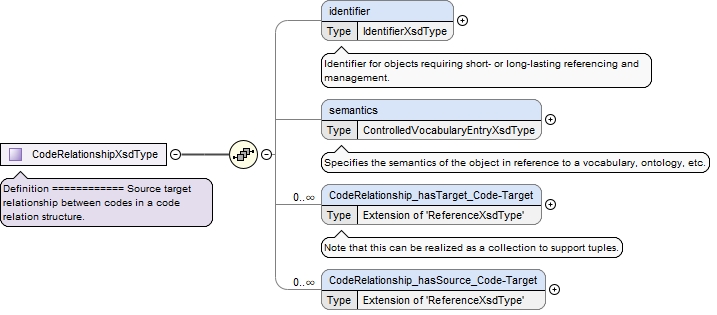 identifier
Type IdentifierXsdType
Identifier for objects requiring short- or long-lasting referencing and
management.
semantics
Type ControlledVocabularyEntryXsdType
Specifies the semantics of the object in reference to a vocabulary, ontology, etc.
CodeRelationshipXsdType
Definition ============ Source target
relationship between codes in a code
relation structure.
0..∞
CodeRelationship_hasTarget_Code-Target
Type Extension of 'ReferenceXsdType'
Note that this can be realized as a collection to support tuples.
0..∞
CodeRelationship_hasSource_Code-Target
Type Extension of 'ReferenceXsdType'